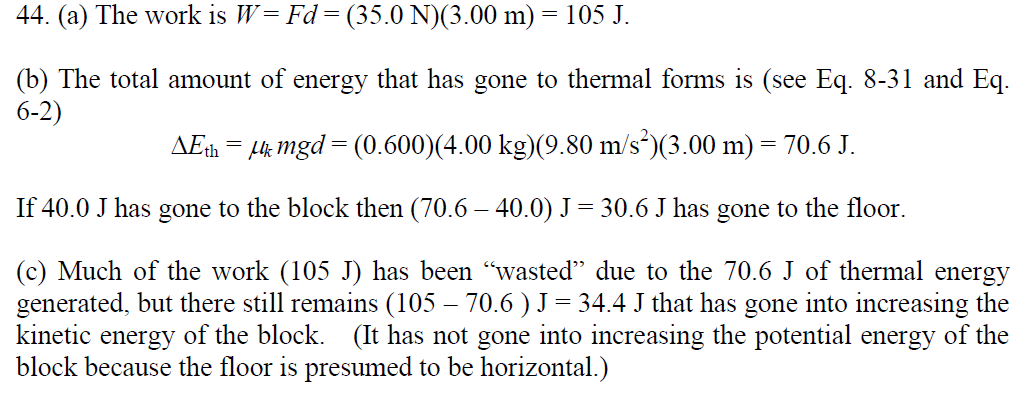 44. (a) The work is W = Fd = (35.0 N)(3.00 m) = 105 J.
(b) The total amount of energy that has gone to thermal forms is (see Eq. 8-31 and Eq.
6-2)
ΔEth = μk mgd = (0.600)(4.00 kg)(9.80 m/s²)(3.00 m) = 70.6 J.
If 40.0 J has gone to the block then (70.6 – 40.0) J = 30.6 J has gone to the floor.
(c) Much of the work (105 J) has been “wasted” due to the 70.6 J of thermal energy
generated, but there still remains (105 – 70.6 ) J = 34.4 J that has gone into increasing the
kinetic energy of the block. (It has not gone into increasing the potential energy of the
block because the floor is presumed to be horizontal.)